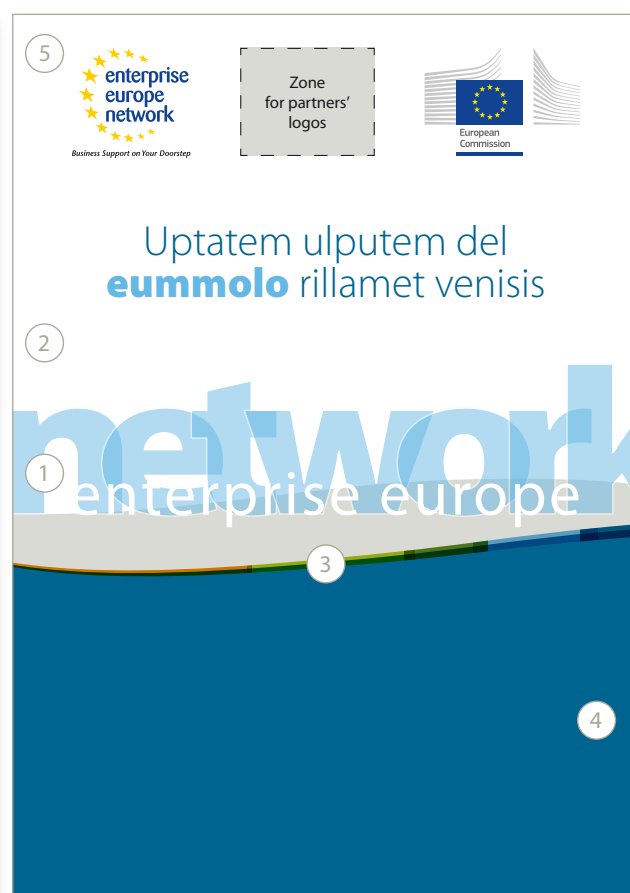 5
enterprise
europe
network
Business Support on Your Doorstep
Zone
for partners’
logos
European
Commission
Uptatem ulputem del
eummolo rillamet venisis
2
network
1
enterprise europe
3
4